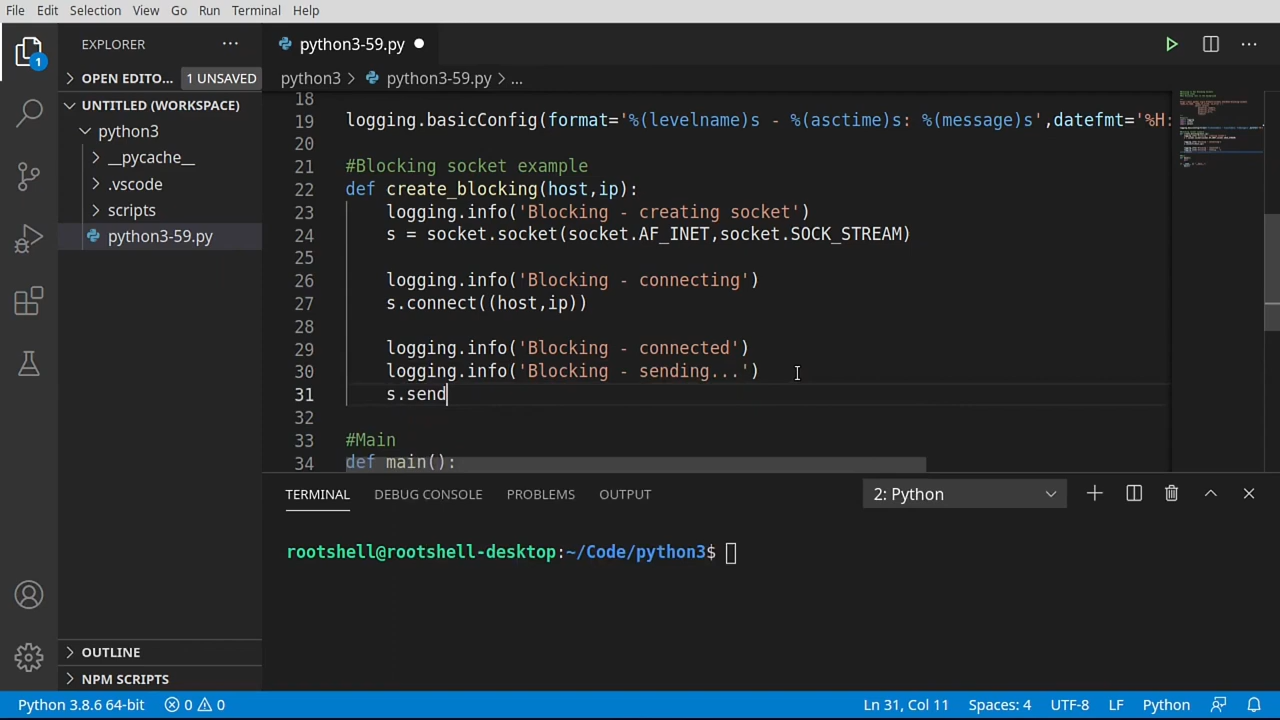 File Edit Selection View Go Run Terminal Help
EXPLORER ···
python3-59.py
1
OPEN EDITO... 1 UNSAVED
python3 > python3-59.py > ...
UNTITLED (WORKSPACE)
python3
__pycache__
.vscode
scripts
python3-59.py
18
19 logging.basicConfig(format='%(levelname)s - %(asctime)s: %(message)s',datefmt='%H:
20
21 #Blocking socket example
22 def create_blocking(host,ip):
23 logging.info('Blocking - creating socket')
24 s = socket.socket(socket.AF_INET,socket.SOCK_STREAM)
25
26 logging.info('Blocking - connecting')
27 s.connect((host,ip))
28
29 logging.info('Blocking - connected')
30 logging.info('Blocking - sending...')
31 s.send
32
33 #Main
34 def main():
TERMINAL DEBUG CONSOLE PROBLEMS OUTPUT 2: Python
rootshell@rootshell-desktop:~/Code/python3$
OUTLINE
NPM SCRIPTS
Python 3.8.6 64-bit 0 0 Ln 31, Col 11 Spaces: 4 UTF-8 LF Python